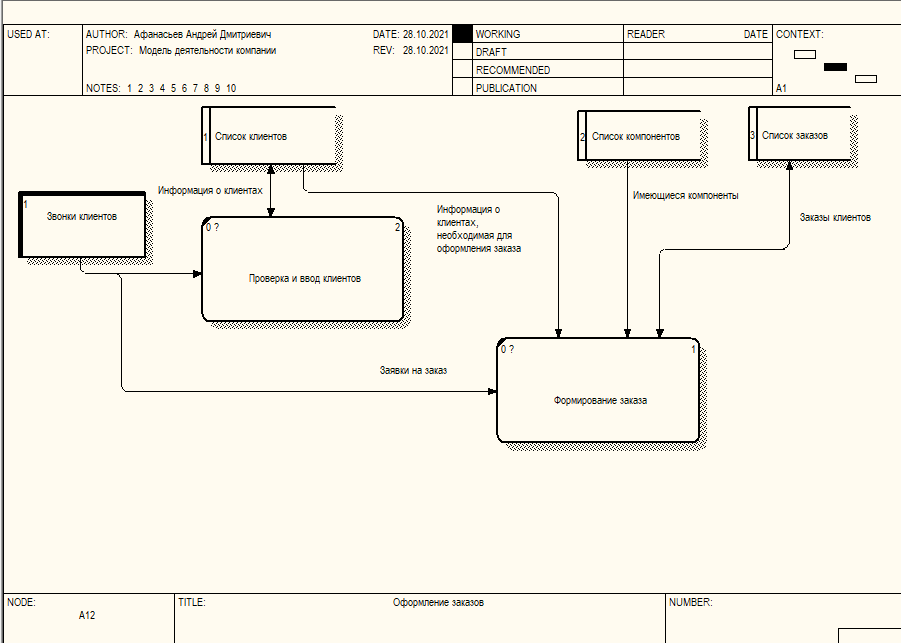 USED AT:
AUTHOR: Афанасьев Андрей Дмитриевич
DATE: 28.10.2021
WORKING
READER
DATE
CONTEXT:
PROJECT: Модель деятельности компании
REV: 28.10.2021
DRAFT
RECOMMENDED
NOTES: 1 2 3 4 5 6 7 8 9 10
PUBLICATION
A1
1 Список клиентов
2 Список компонентов
3 Список заказов
Информация о клиентах
Имеющиеся компоненты
1
Звонки клиентов
Информация о
клиентах,
необходимая для
оформления заказа
Заказы клиентов
0 ?
2
Проверка и ввод клиентов
0 ?
1
Заявки на заказ
Формирование заказа
NODE:
TITLE:
Оформление заказов
NUMBER:
A12